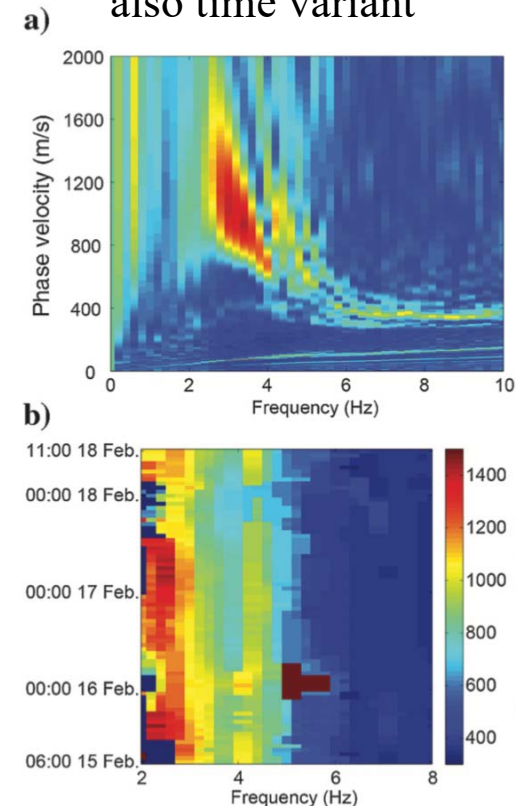 also time variant
a)
2000
1600
1200
800
400
0
Phase velocity (m/s)
0 2 4 6 8 10
Frequency (Hz)
b)
11:00 18 Feb.
00:00 18 Feb.
00:00 17 Feb.
00:00 16 Feb.
06:00 15 Feb.
2 4 6 8
Frequency (Hz)
1400
1200
1000
800
600
400